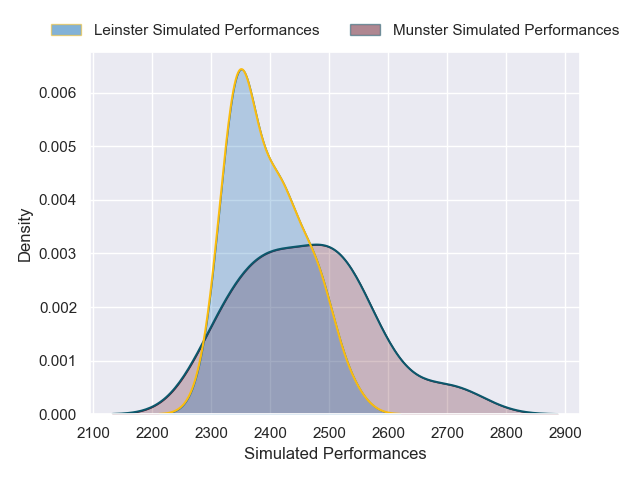 Leinster Simulated Performances
Munster Simulated Performances
Density
0.006
0.005
0.004
0.003
0.002
0.001
0.000
2100 2200 2300 2400 2500 2600 2700 2800 2900
Simulated Performances